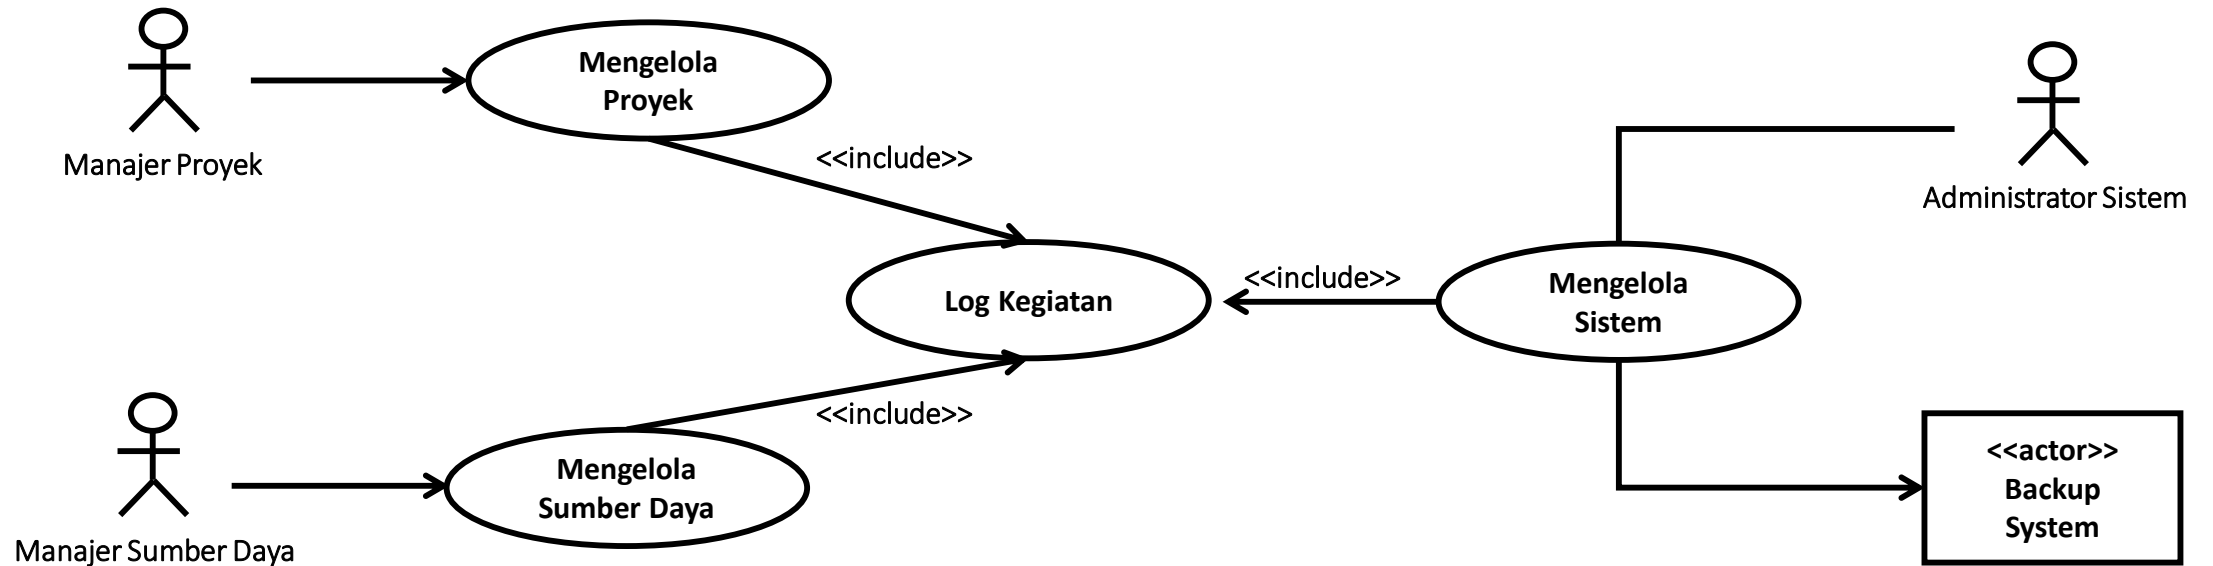 Mengelola
Proyek
Manajer Proyek
<<include>>
Administrator Sistem
<<include>>
Log Kegiatan
Mengelola
Sistem
<<include>>
Mengelola
Sumber Daya
Manajer Sumber Daya
<<actor>>
Backup
System